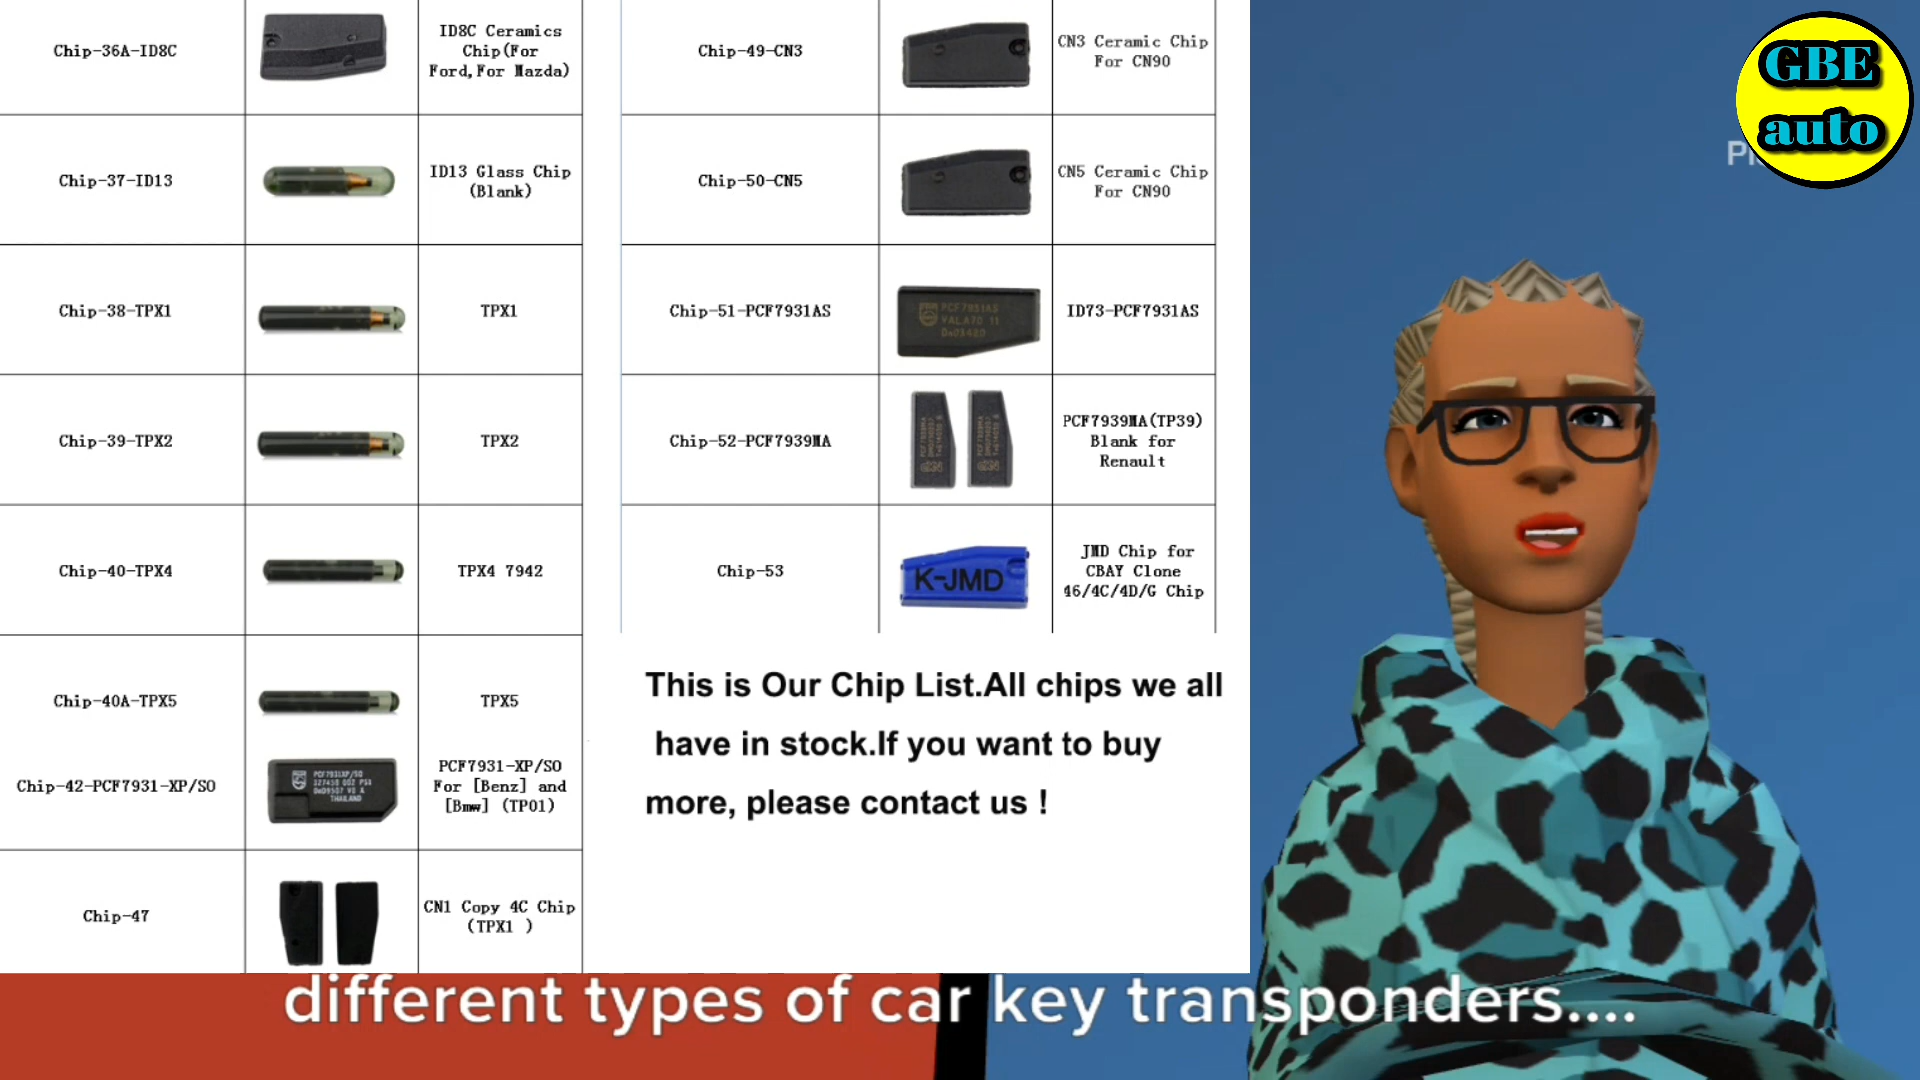 Chip-36A-ID8C
ID8C Ceramics
Chip(For
Ford,For Mazda)
Chip-37-ID13
ID13 Glass Chip
(Blank)
Chip-38-TPX1
TPX1
Chip-39-TPX2
TPX2
Chip-40-TPX4
TPX4 7942
Chip-40A-TPX5
TPX5
Chip-42-PCF7931-XP/SO
PCF7931XP/SO
THAILAND
PCF7931-XP/SO
For [Benz] and
[Bmw] (TP01)
Chip-47
CN1 Copy 4C Chip
(TPX1 )
Chip-49-CN3
CN3 Ceramic Chip
For CN90
Chip-50-CN5
CN5 Ceramic Chip
For CN90
Chip-51-PCF7931AS
PCF7931AS
ID73-PCF7931AS
Chip-52-PCF7939MA
PCF7939MA(TP39)
Blank for
Renault
Chip-53
K-JMD
JMD Chip for
CBAY Clone
46/4C/4D/G Chip
This is Our Chip List.All chips we all
have in stock.If you want to buy
more, please contact us !
GBE
auto
different types of car key transponders....